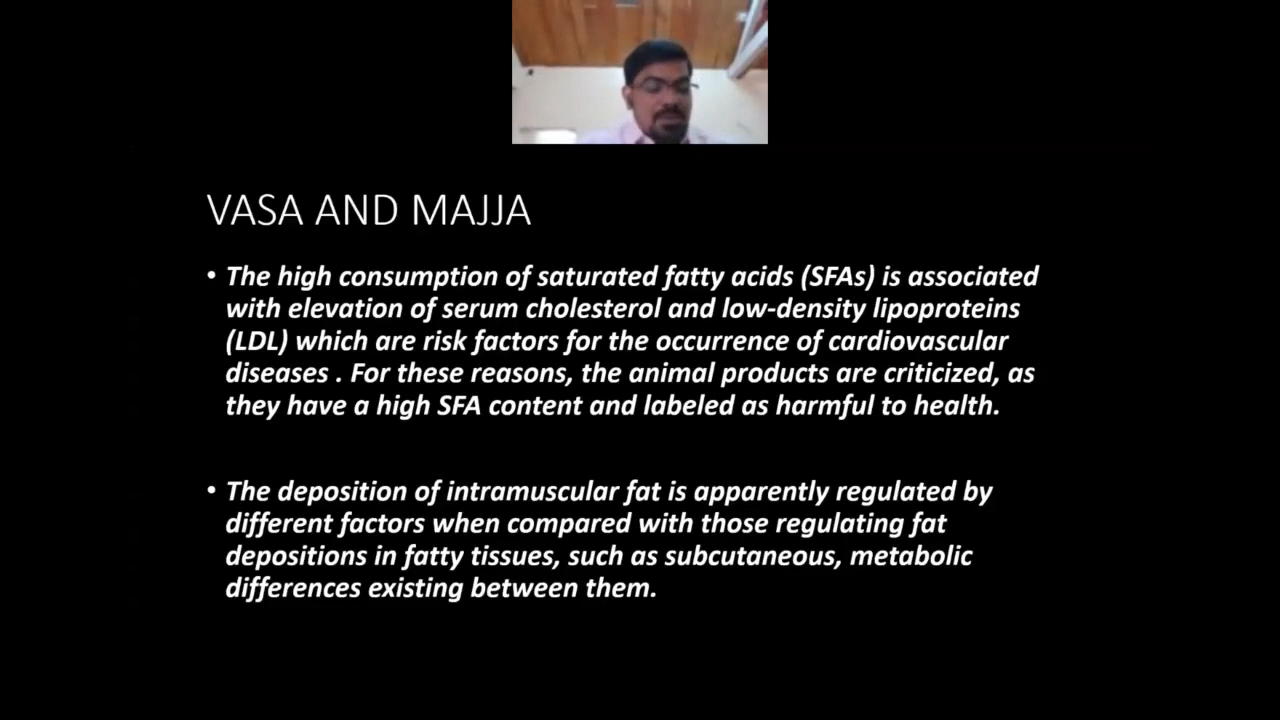 VASA AND MAJJA
• The high consumption of saturated fatty acids (SFAs) is associated
with elevation of serum cholesterol and low-density lipoproteins
(LDL) which are risk factors for the occurrence of cardiovascular
diseases . For these reasons, the animal products are criticized, as
they have a high SFA content and labeled as harmful to health.
• The deposition of intramuscular fat is apparently regulated by
different factors when compared with those regulating fat
depositions in fatty tissues, such as subcutaneous, metabolic
differences existing between them.